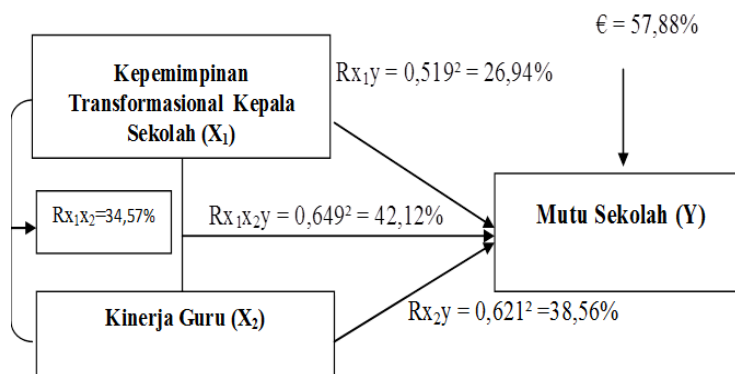 € = 57,88%
Kepemimpinan
Transformasional Kepala
Sekolah (X₁)
Rx₁y = 0,519² = 26,94%
Rx₁x₂=34,57%
Rx₁x₂y = 0,649² = 42,12%
Mutu Sekolah (Y)
Kinerja Guru (X₂)
Rx₂y = 0,621² =38,56%